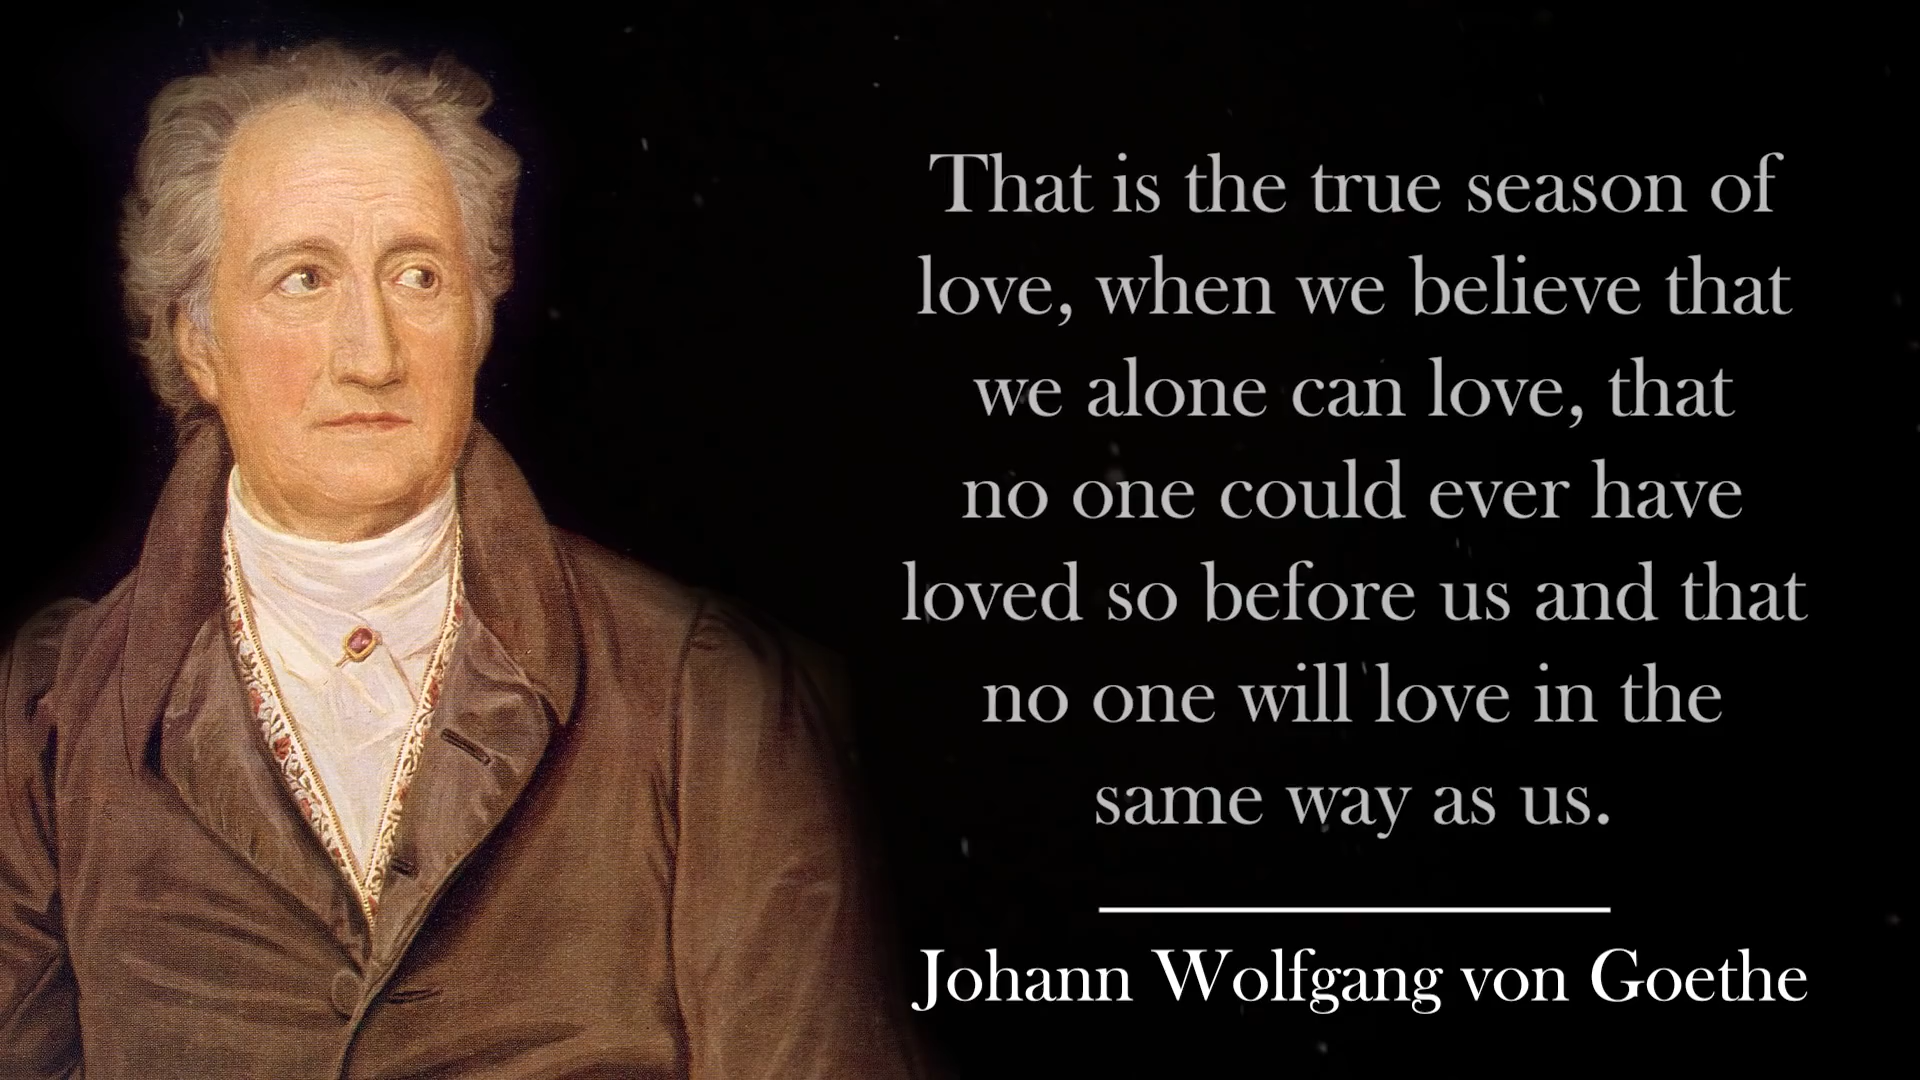 That is the true season of
love, when we believe that
we alone can love, that
no one could ever have
loved so before us and that
no one will love in the
same way as us.
Johann Wolfgang von Goethe